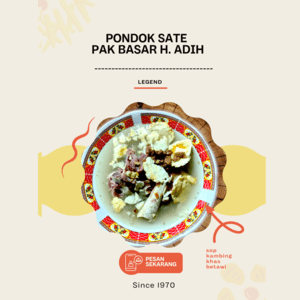 PONDOK SATE
PAK BASAR H. ADIH
LEGEND
PESAN
SEKARANG
sop
kambing
khas
betawi
Since 1970